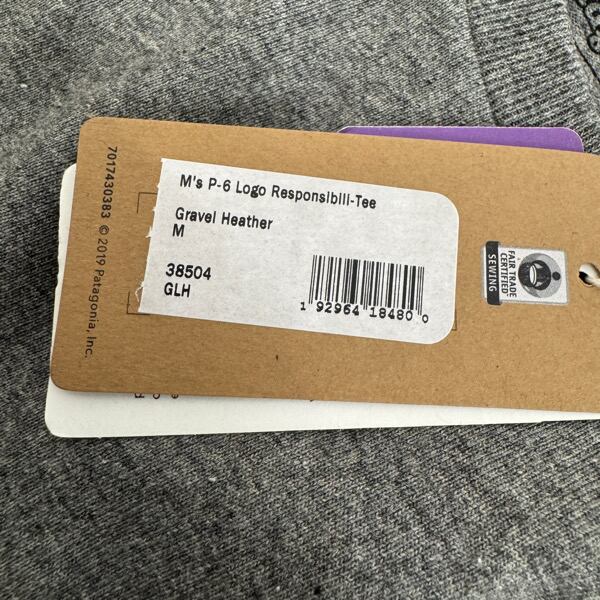 M's P-6 Logo Responsibili-Tee
Gravel Heather
M
38504
GLH
1 92964 18480 0
7017430383 © 2019 Patagonia, Inc.
FAIR TRADE
CERTIFIED
SEWING